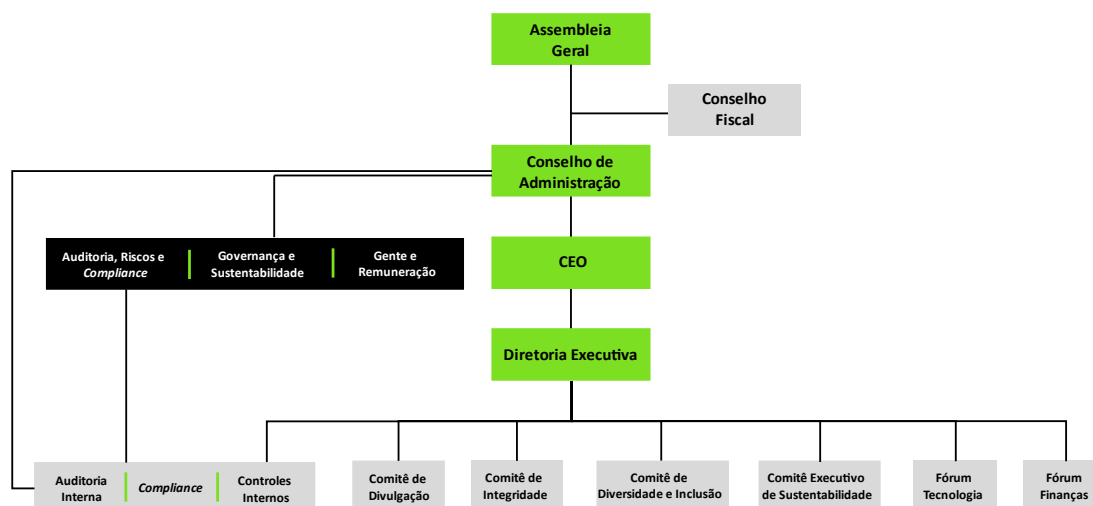 Assembleia
Geral
Conselho
Fiscal
Conselho de
Administração
Auditoria, Riscos e
Compliance
Governança e
Sustentabilidade
Gente e
Remuneração
CEO
Diretoria Executiva
Auditoria
Interna
Compliance
Controles
Internos
Comitê de
Divulgação
Comitê de
Integridade
Comitê de
Diversidade e Inclusão
Comitê Executivo
de Sustentabilidade
Fórum
Tecnologia
Fórum
Finanças